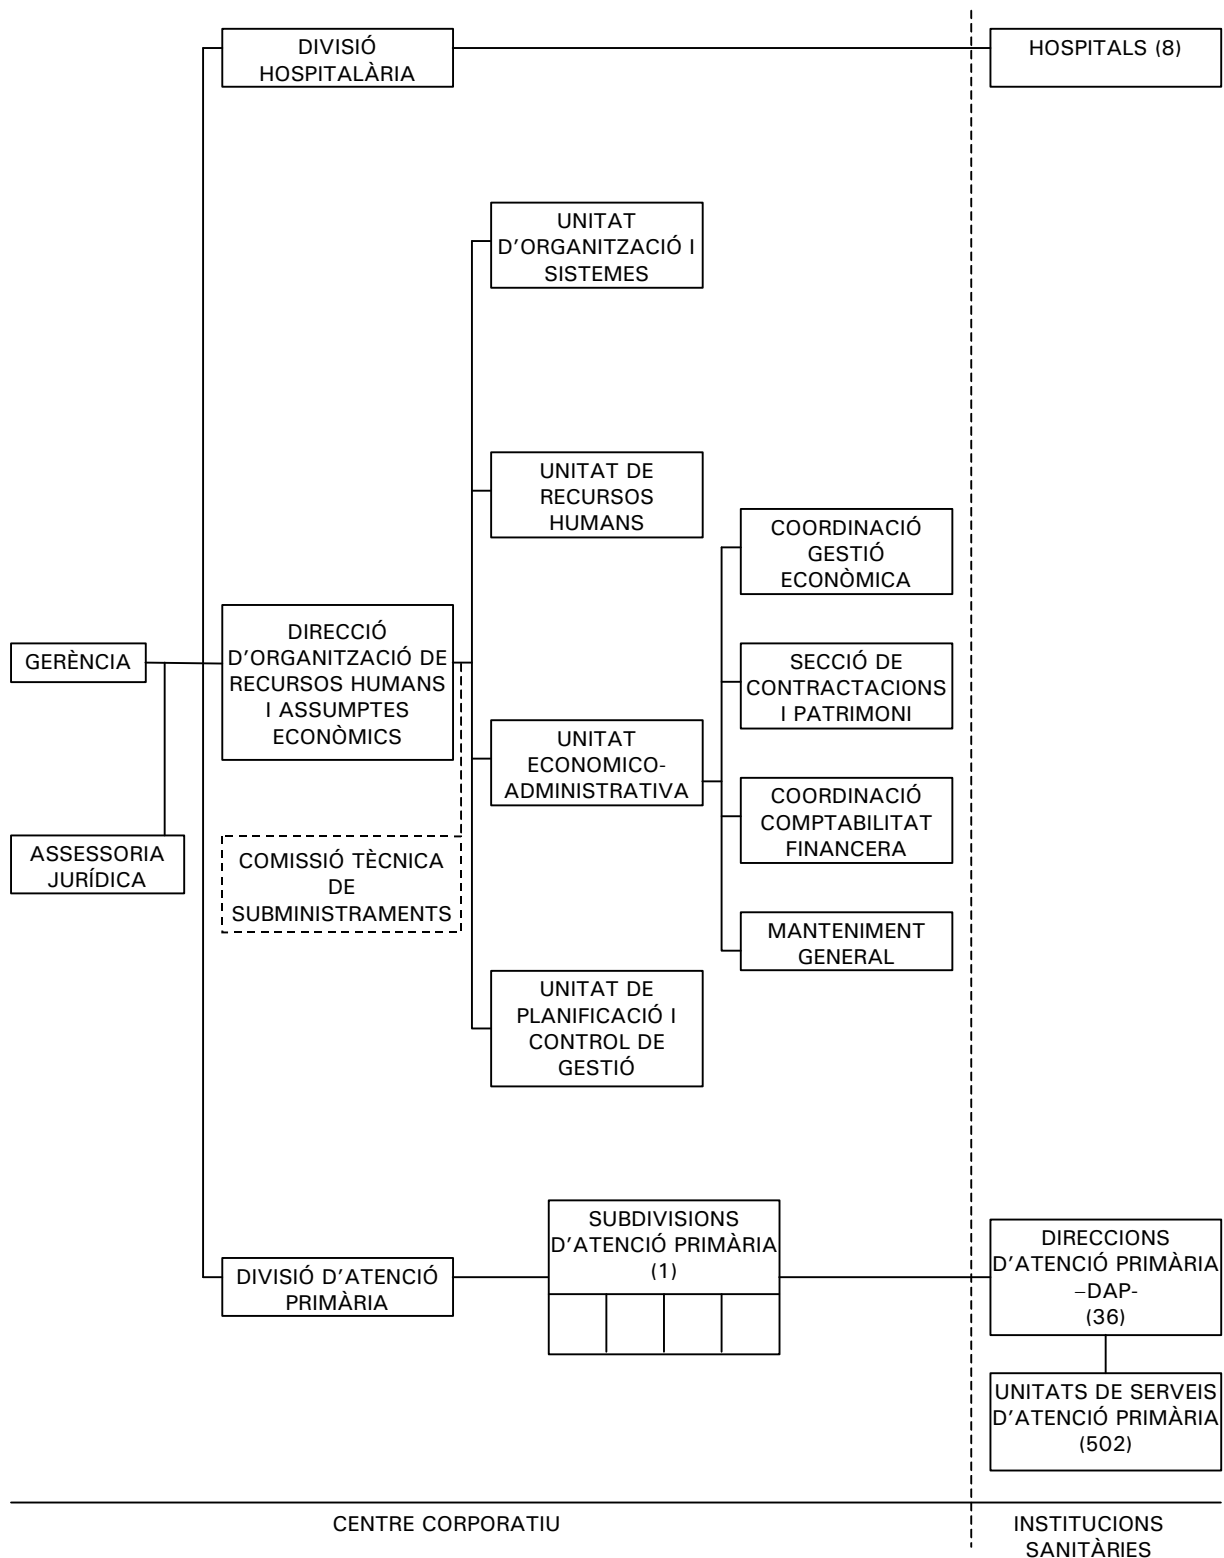 DIVISIÓ
HOSPITALÀRIA
HOSPITALS (8)
UNITAT
D'ORGANITZACIÓ I
SISTEMES
UNITAT DE
RECURSOS
HUMANS
COORDINACIÓ
GESTIÓ
ECONÒMICA
GERÈNCIA
DIRECCIÓ
D'ORGANITZACIÓ DE
RECURSOS HUMANS
I ASSUMPTES
ECONÒMICS
SECCIÓ DE
CONTRACTACIONS
I PATRIMONI
UNITAT
ECONOMICO-
ADMINISTRATIVA
COORDINACIÓ
COMPTABILITAT
FINANCERA
ASSESSORIA
JURÍDICA
COMISSIÓ TÈCNICA
DE
SUBMINISTRAMENTS
MANTENIMENT
GENERAL
UNITAT DE
PLANIFICACIÓ I
CONTROL DE
GESTIÓ
DIVISIÓ D'ATENCIÓ
PRIMÀRIA
SUBDIVISIONS
D'ATENCIÓ PRIMÀRIA
(1)
DIRECCIONS
D'ATENCIÓ PRIMÀRIA
–DAP-
(36)
UNITATS DE SERVEIS
D'ATENCIÓ PRIMÀRIA
(502)
CENTRE CORPORATIU
INSTITUCIONS
SANITÀRIES